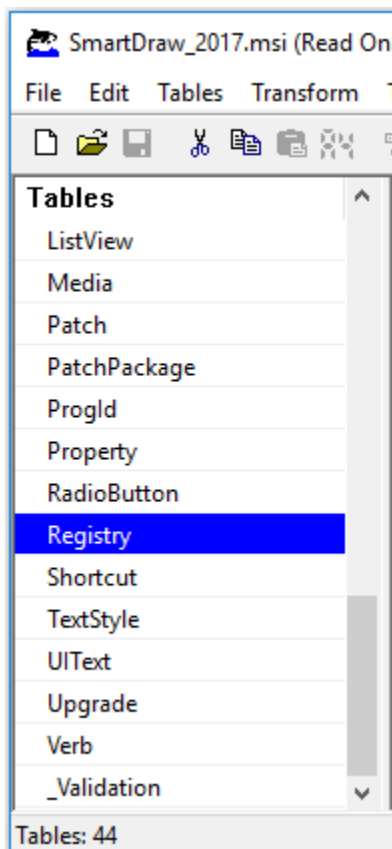 SmartDraw_2017.msi (Read On
File Edit Tables Transform
Tables
ListView
Media
Patch
PatchPackage
ProgId
Property
RadioButton
Registry
Shortcut
TextStyle
UIText
Upgrade
Verb
_Validation
Tables: 44